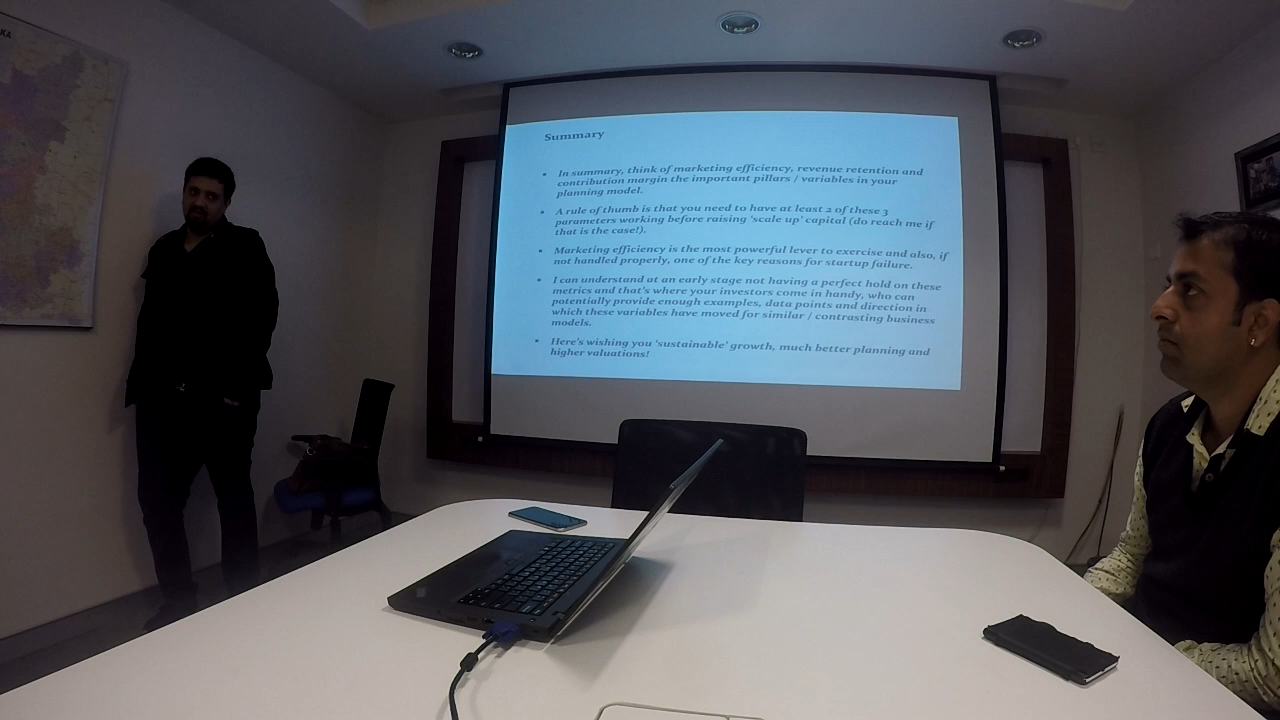 KA
Summary
In summary, think of marketing efficiency, revenue retention and
contribution margin the important pillars / variables in your
planning model.
A rule of thumb is that you need to have at least 2 of these 3
parameters working before raising 'scale up' capital (do reach me if
that is the case!).
Marketing efficiency is the most powerful lever to exercise and also, if
not handled properly, one of the key reasons for startup failure.
I can understand at an early stage not having a perfect hold on these
metrics and that's where your investors come in handy, who can
potentially provide enough examples, data points and direction in
which these variables have moved for similar / contrasting business
models.
Here's wishing you 'sustainable' growth, much better planning and
higher valuations!